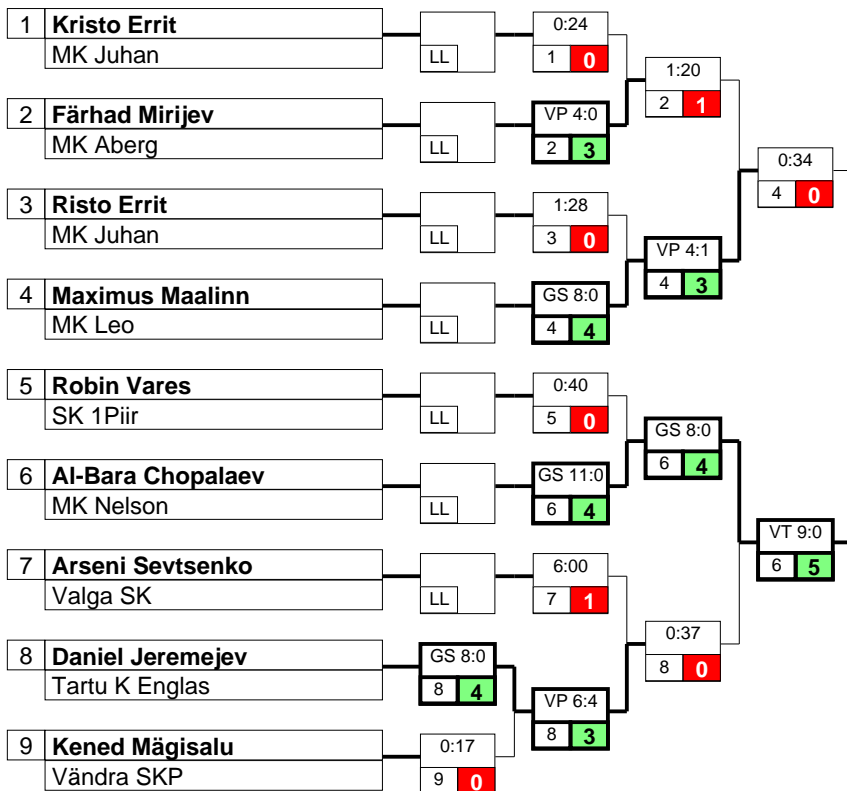 1 Kristo Errit
MK Juhan
LL
0:24
1 0
1:20
2 1
2 Färhad Mirijev
MK Aberg
LL
VP 4:0
2 3
0:34
4 0
3 Risto Errit
MK Juhan
LL
1:28
3 0
VP 4:1
4 3
4 Maximus Maalinn
MK Leo
LL
GS 8:0
4 4
5 Robin Vares
SK 1Piir
LL
0:40
5 0
GS 8:0
6 4
6 Al-Bara Chopalaev
MK Nelson
LL
GS 11:0
6 4
VT 9:0
6 5
7 Arseni Sevtsenko
Valga SK
LL
6:00
7 1
0:37
8 0
8 Daniel Jeremejev
Tartu K Englas
GS 8:0
8 4
VP 6:4
8 3
9 Kened Mägisalu
Vändra SKP
0:17
9 0